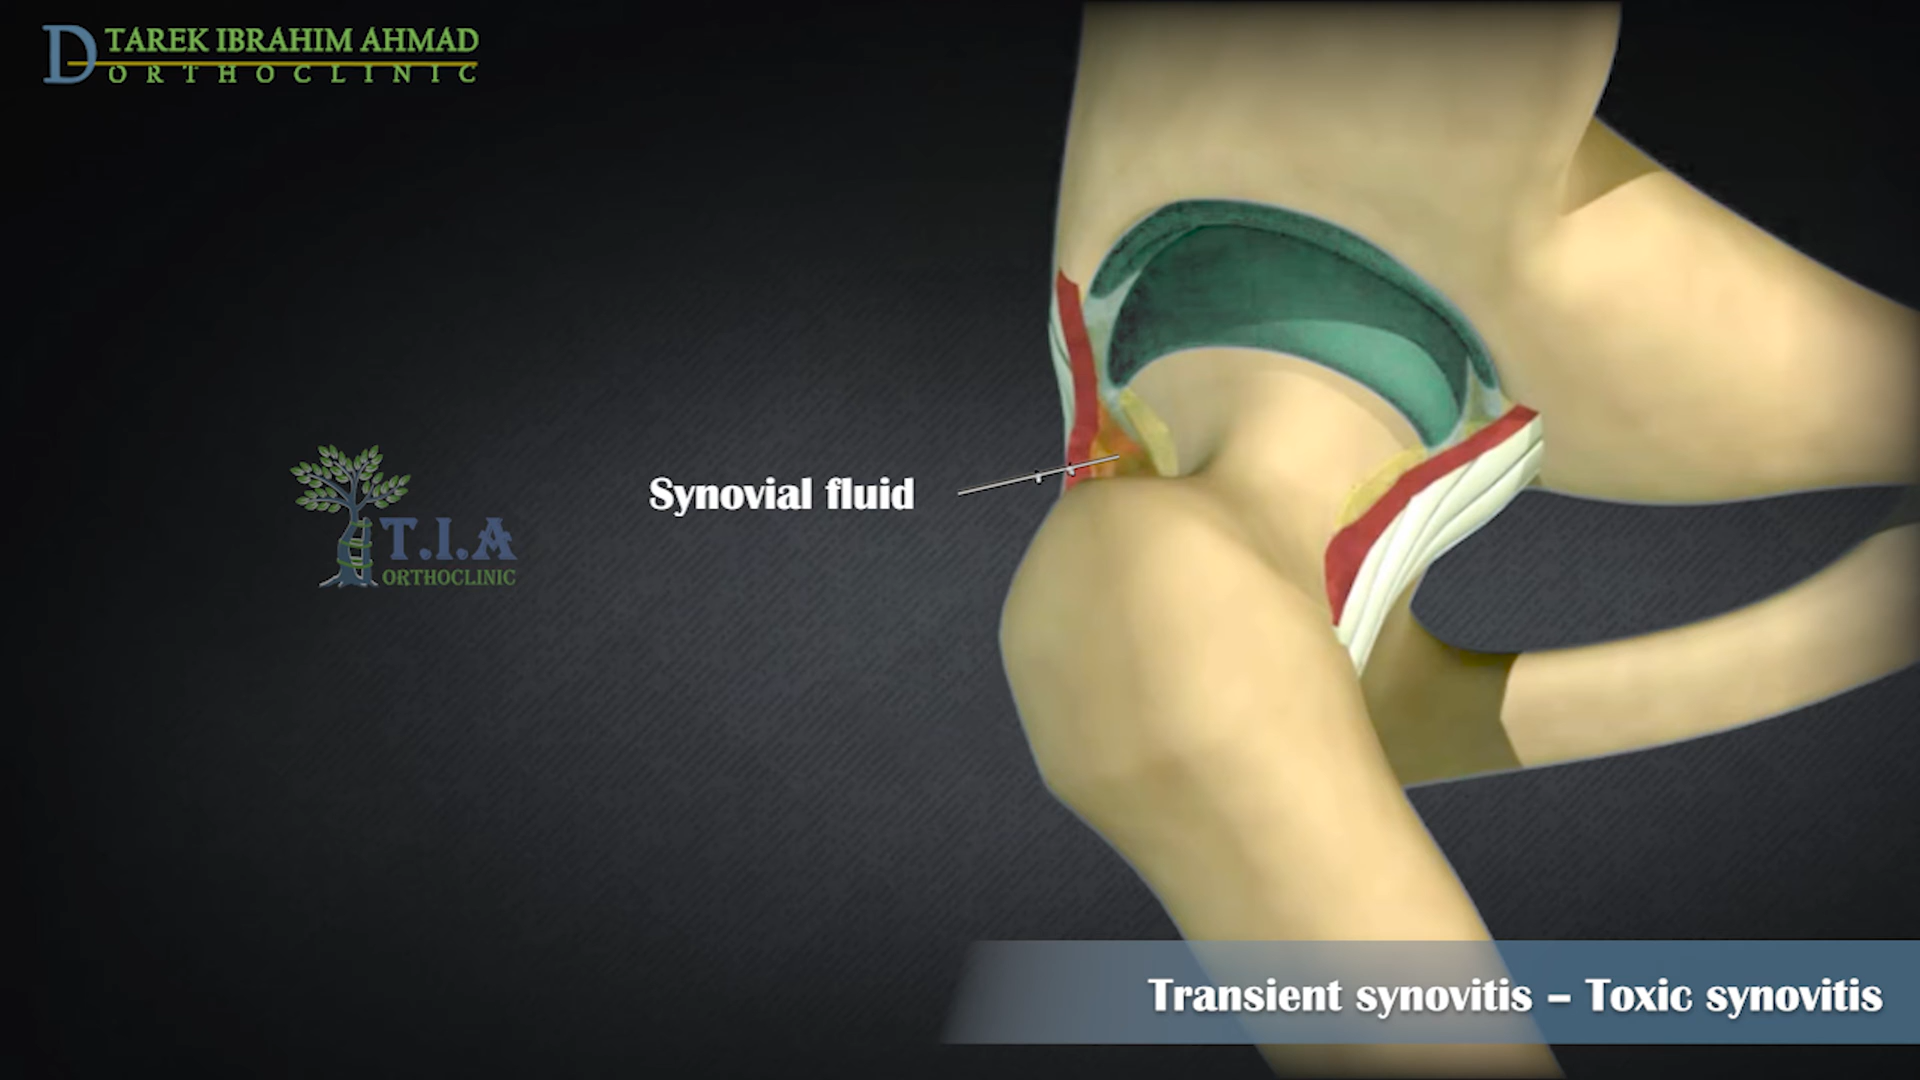 D TAREK IBRAHIM AHMAD
ORTHOCLINIC
Synovial fluid
T.I.A
ORTHOCLINIC
Transient synovitis – Toxic synovitis